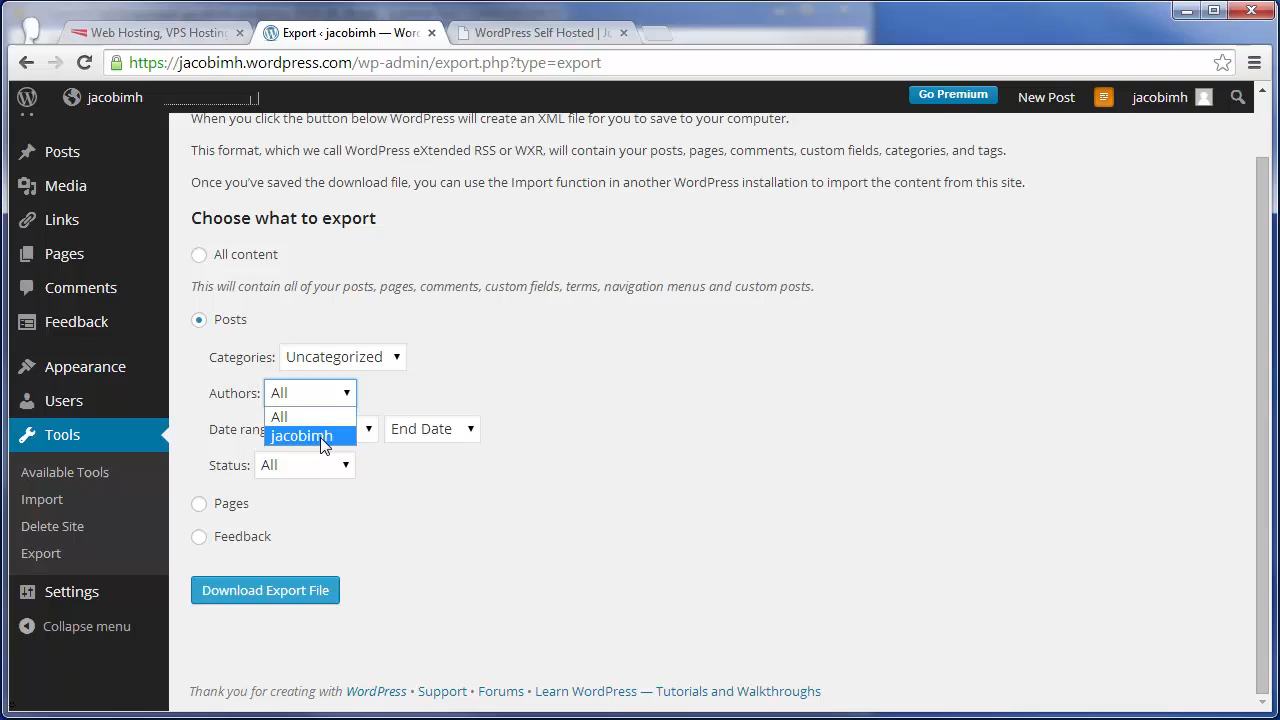 Web Hosting, VPS Hosting
Export ‹ jacobimh — Wor
WordPress Self Hosted | J
https://jacobimh.wordpress.com/wp-admin/export.php?type=export
jacobimh
Go Premium
New Post
jacobimh
When you click the button below WordPress will create an XML file for you to save to your computer.
This format, which we call WordPress eXtended RSS or WXR, will contain your posts, pages, comments, custom fields, categories, and tags.
Once you've saved the download file, you can use the Import function in another WordPress installation to import the content from this site.
Choose what to export
All content
This will contain all of your posts, pages, comments, custom fields, terms, navigation menus and custom posts.
Posts
Categories: Uncategorized
Authors: All
All
jacobimh
Date rang
End Date
Status: All
Pages
Feedback
Download Export File
Thank you for creating with WordPress • Support • Forums • Learn WordPress — Tutorials and Walkthroughs
Posts
Media
Links
Pages
Comments
Feedback
Appearance
Users
Tools
Available Tools
Import
Delete Site
Export
Settings
Collapse menu